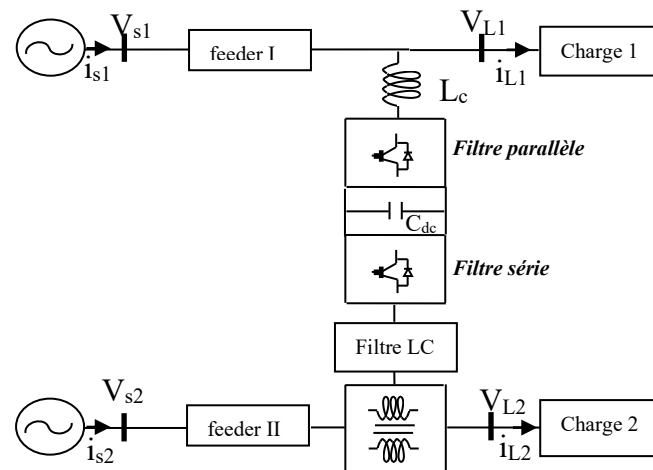 Vs1
VL1
feeder I
Charge 1
is1
iL1
Lc
Filtre parallèle
Cdc
Filtre série
Filtre LC
Vs2
VL2
feeder II
Charge 2
is2
iL2